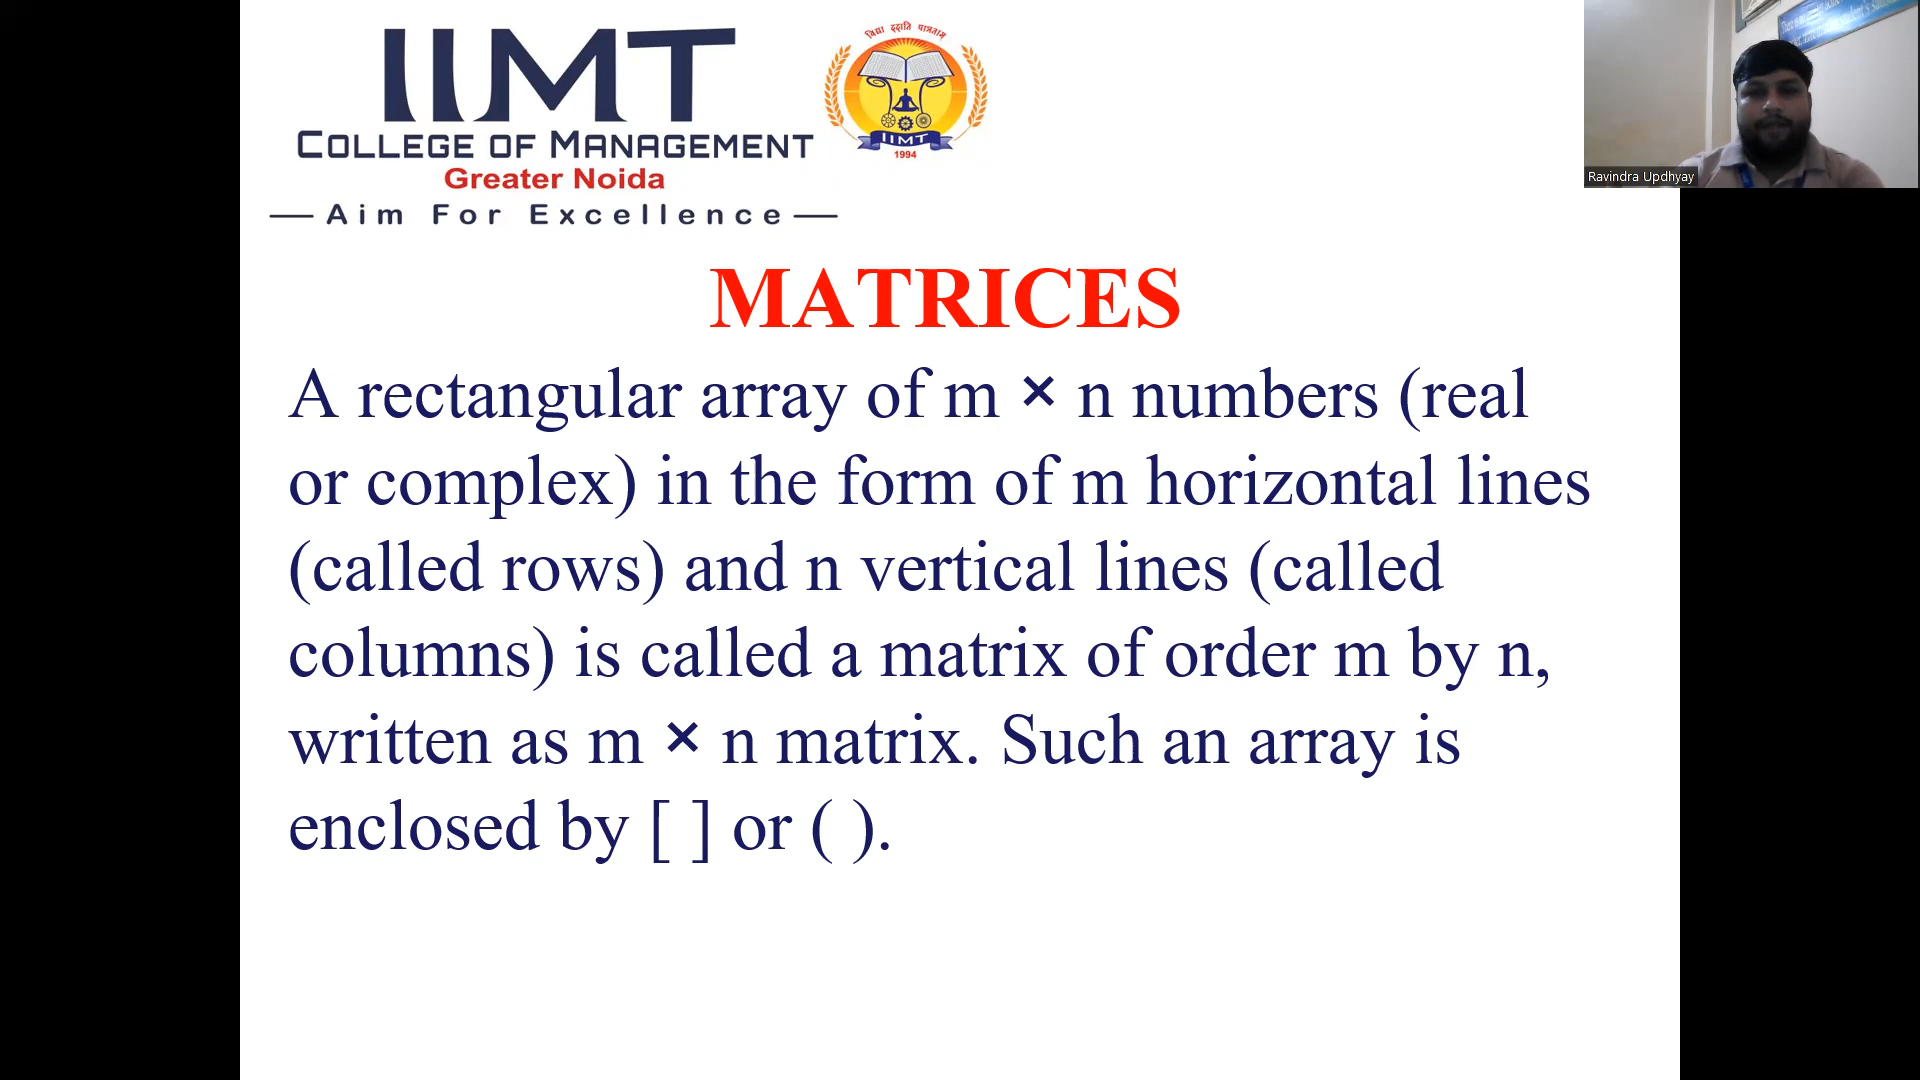 IIMT
COLLEGE OF MANAGEMENT
Greater Noida
Aim For Excellence
विद्या ददाति पात्रताम्
IIMT
1994
Ravindra Updhyay
MATRICES
A rectangular array of m × n numbers (real
or complex) in the form of m horizontal lines
(called rows) and n vertical lines (called
columns) is called a matrix of order m by n,
written as m × n matrix. Such an array is
enclosed by [ ] or ( ).